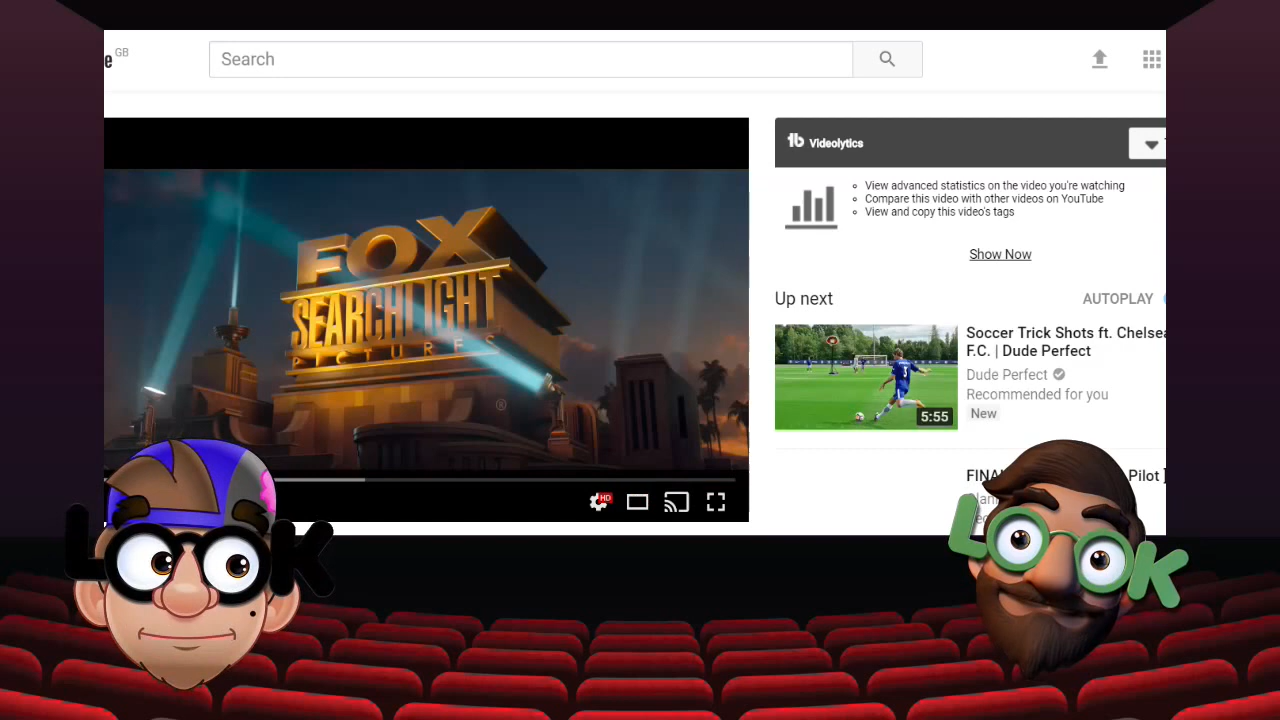 e GB
Search
Videolytics
View advanced statistics on the video you're watching
Compare this video with other videos on YouTube
View and copy this video's tags
Show Now
FOX
SEARCHLIGHT
PICTURES
®
Up next
AUTOPLAY
Soccer Trick Shots ft. Chelsea
F.C. | Dude Perfect
Dude Perfect
Recommended for you
New
5:55
HD
Pilot ]
LOOK
LOOK